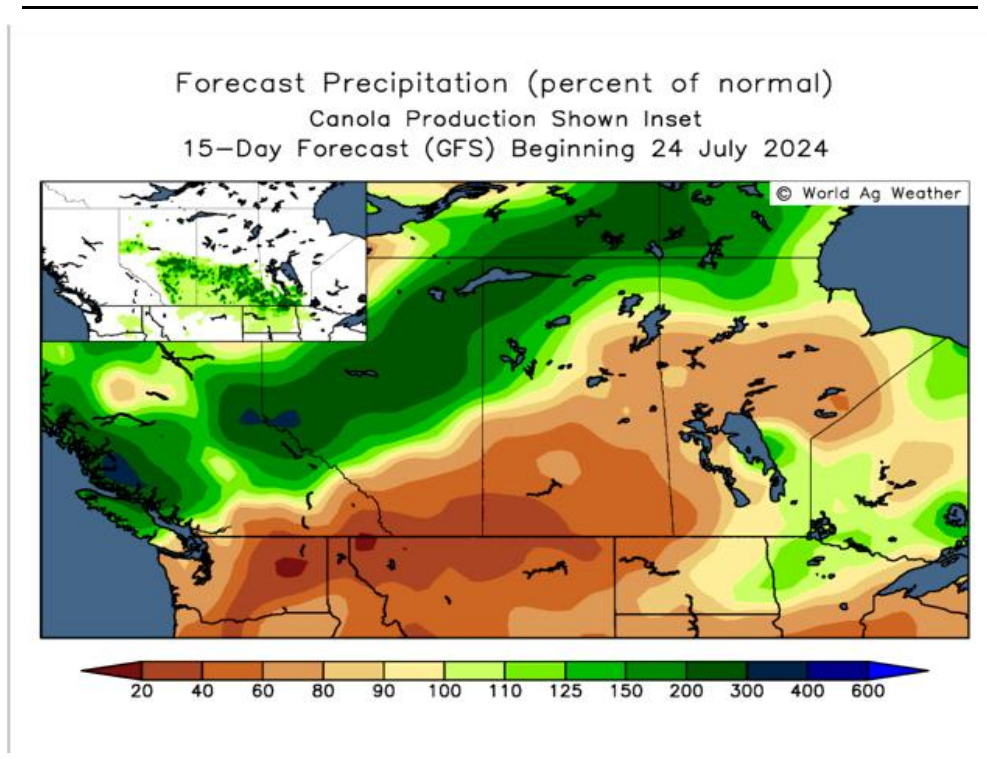 Forecast Precipitation (percent of normal)
Canola Production Shown Inset
15-Day Forecast (GFS) Beginning 24 July 2024
© World Ag Weather
20 40 60 80 90 100 110 125 150 200 300 400 600